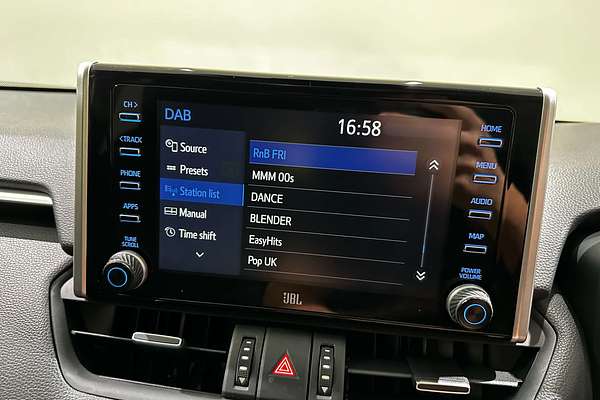 DAB
16:58
CH>
<TRACK
PHONE
APPS
TUNE
SCROLL
Source
Presets
Station list
Manual
Time shift
RnB FRI
MMM 00s
DANCE
BLENDER
EasyHits
Pop UK
HOME
MENU
AUDIO
MAP
POWER
VOLUME
JBL